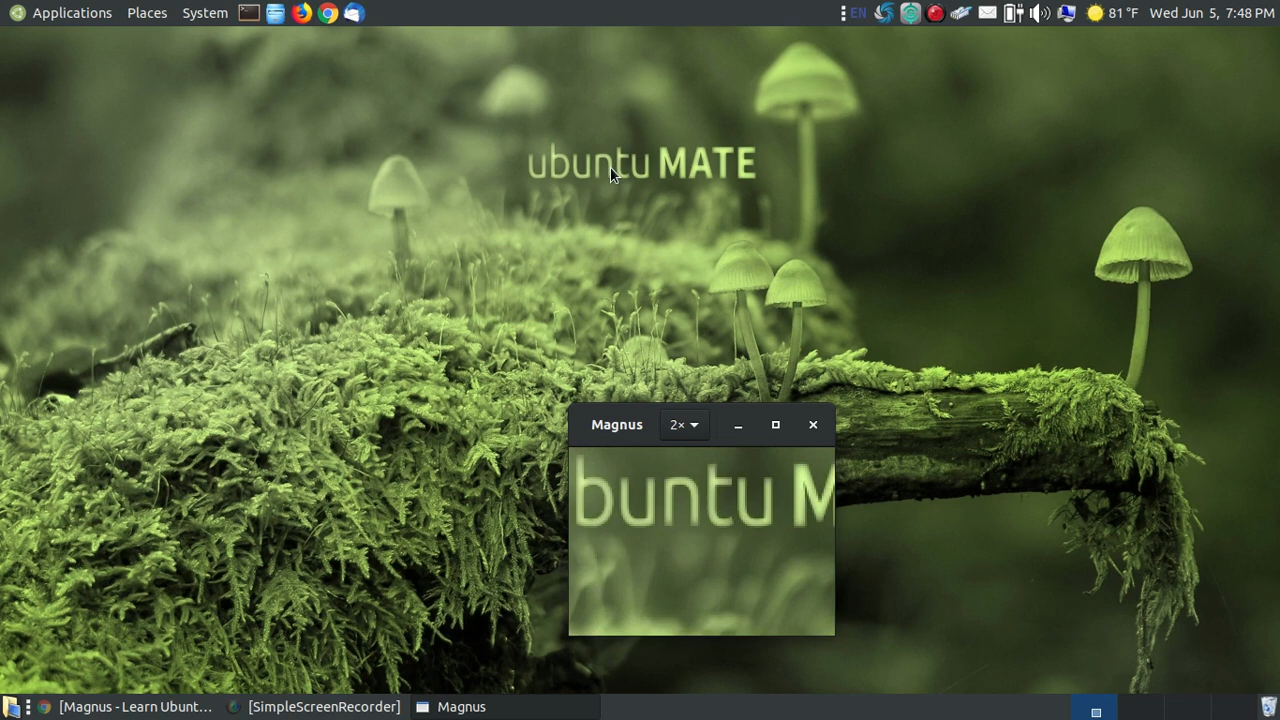 Applications Places System EN 81 °F Wed Jun 5, 7:48 PM
ubuntu MATE
Magnus 2×
buntu M
[Magnus - Learn Ubunt... [SimpleScreenRecorder] Magnus